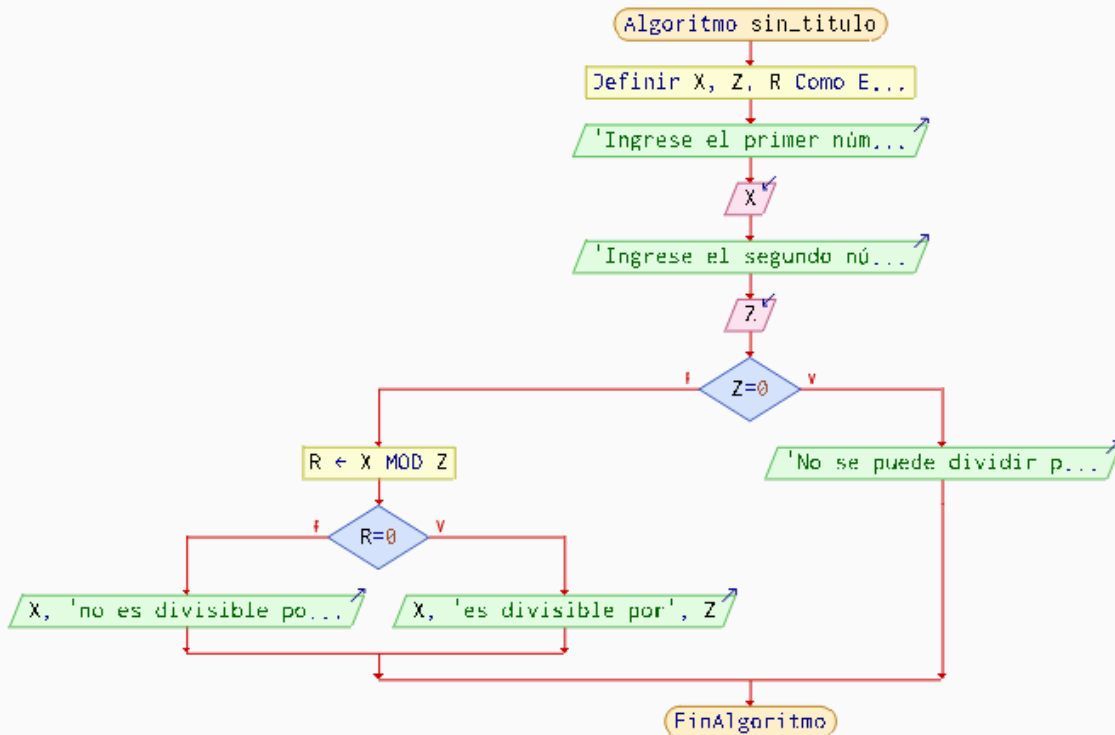 Algoritmo sin_titulo
Definir X, Z, R Como E...
'Ingrese el primer núm...
X
'Ingrese el segundo nú...
Z
F
V
Z=0
R ← X MOD Z
'No se puede dividir p...
F
V
R=0
X, 'no es divisible po...
X, 'es divisible por', Z
FinAlgoritmo